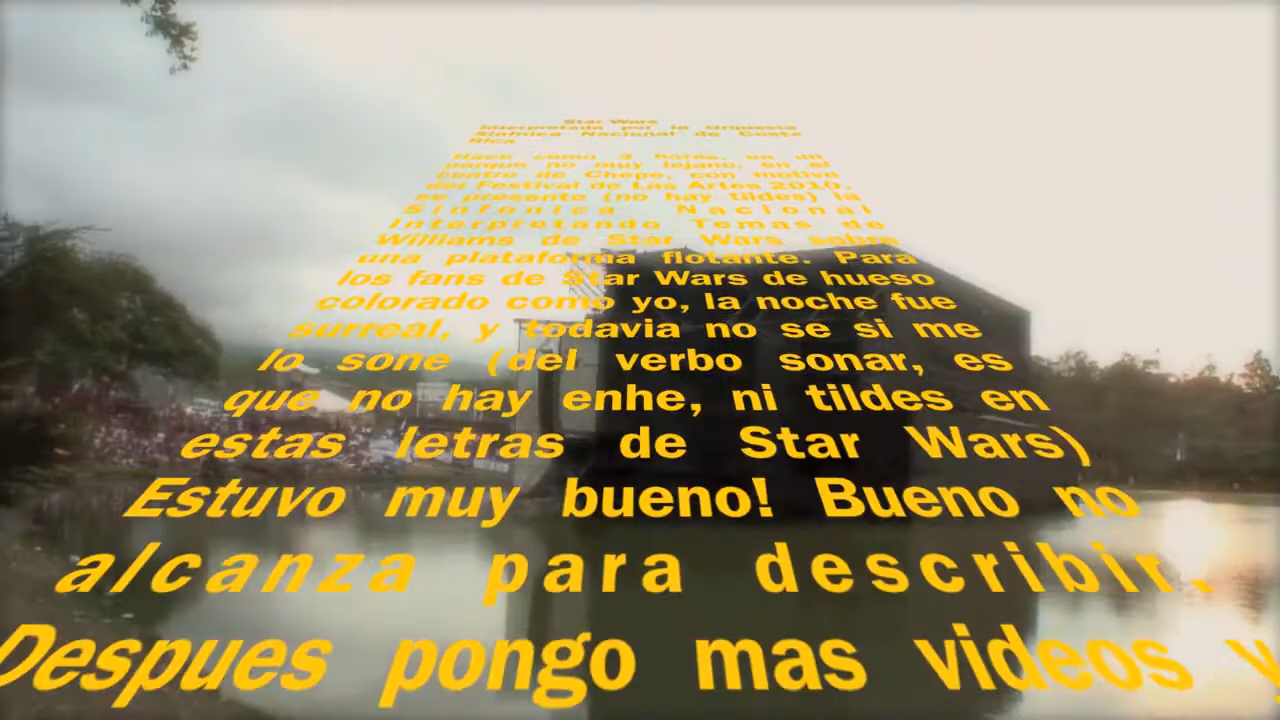 Star Wars
Interpretada por la Orquesta
Sinfnica Nacional de Costa
Rica
Hace como 3 horas, en un
parque no muy lejano, en el
centro de Chepe, con motivo
del Festival de Las Artes 2010,
se presento (no hay tildes) la
Sinfonica Nacional
Interpretando Temas de
Williams de Star Wars sobre
una plataforma flotante. Para
los fans de Star Wars de hueso
colorado como yo, la noche fue
surreal, y todavia no se si me
lo sone (del verbo sonar, es
que no hay enhe, ni tildes en
estas letras de Star Wars)
Estuvo muy bueno! Bueno no
alcanza para describir.
Despues pongo mas videos y